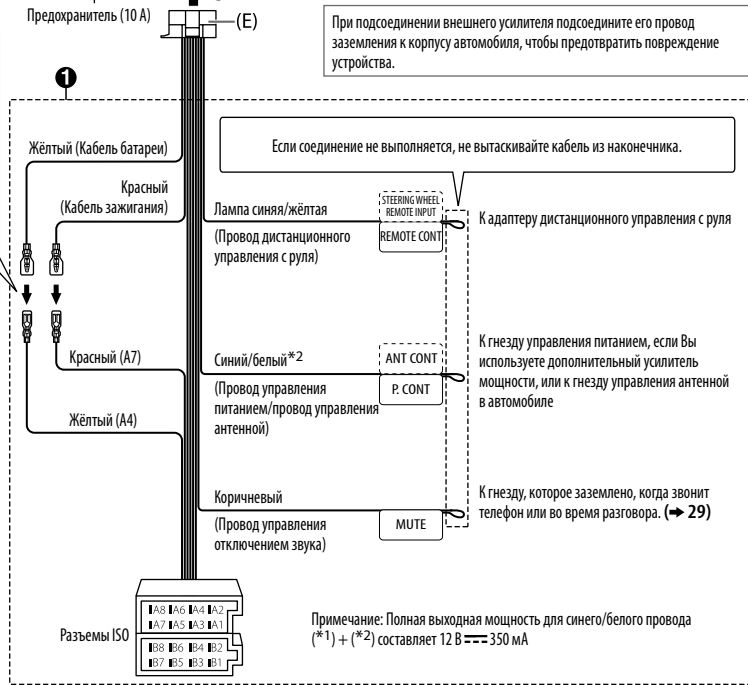 Предохранитель (10 А)
(E)
При подсоединении внешнего усилителя подсоедините его провод
заземления к корпусу автомобиля, чтобы предотвратить повреждение
устройства.
1
Если соединение не выполняется, не вытаскивайте кабель из наконечника.
Жёлтый (Кабель батареи)
Красный
(Кабель зажигания)
Лампа синяя/жёлтая
(Провод дистанционного
управления с руля)
STEERING WHEEL
REMOTE INPUT
REMOTE CONT
К адаптеру дистанционного управления с руля
Красный (A7)
Жёлтый (A4)
Синий/белый*2
(Провод управления
питанием/провод управления
антенной)
ANT CONT
P. CONT
К гнезду управления питанием, если Вы
используете дополнительный усилитель
мощности, или к гнезду управления антенной
в автомобиле
Коричневый
(Провод управления
отключением звука)
MUTE
К гнезду, которое заземлено, когда звонит
телефон или во время разговора. (➜ 29)
Разъемы ISO
A8 A6 A4 A2
A7 A5 A3 A1
B8 B6 B4 B2
B7 B5 B3 B1
Примечание: Полная выходная мощность для синего/белого провода
(*1) + (*2) составляет 12 В ⎓ 350 мА